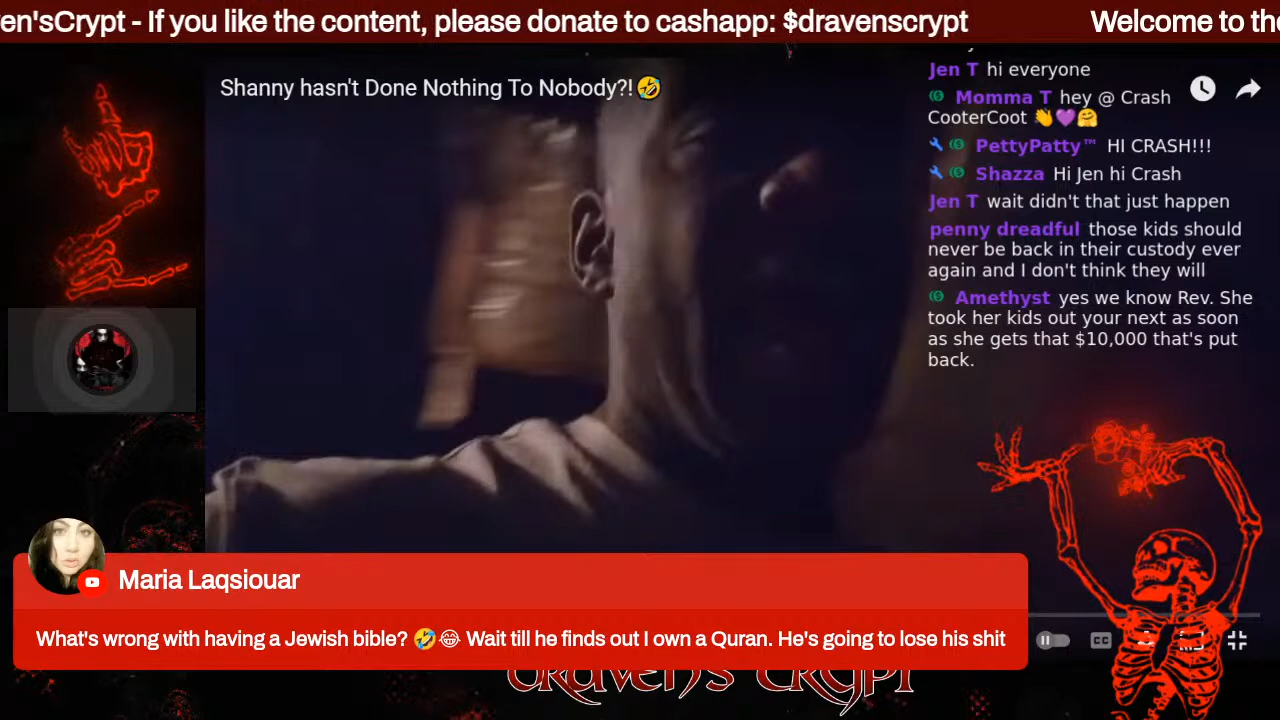 en'sCrypt - If you like the content, please donate to cashapp: $dravenscrypt
Welcome to the
Shanny hasn't Done Nothing To Nobody?!🤣
Jen T hi everyone
Momma T hey @ Crash
CooterCoot 👋💜🤗
PettyPatty™ HI CRASH!!!
Shazza Hi Jen hi Crash
Jen T wait didn't that just happen
penny dreadful those kids should
never be back in their custody ever
again and I don't think they will
Amethyst yes we know Rev. She
took her kids out your next as soon
as she gets that $10,000 that's put
back.
Maria Laqsiouar
What's wrong with having a Jewish bible? 🤣😂 Wait till he finds out I own a Quran. He's going to lose his shit
CC
draven's crypt